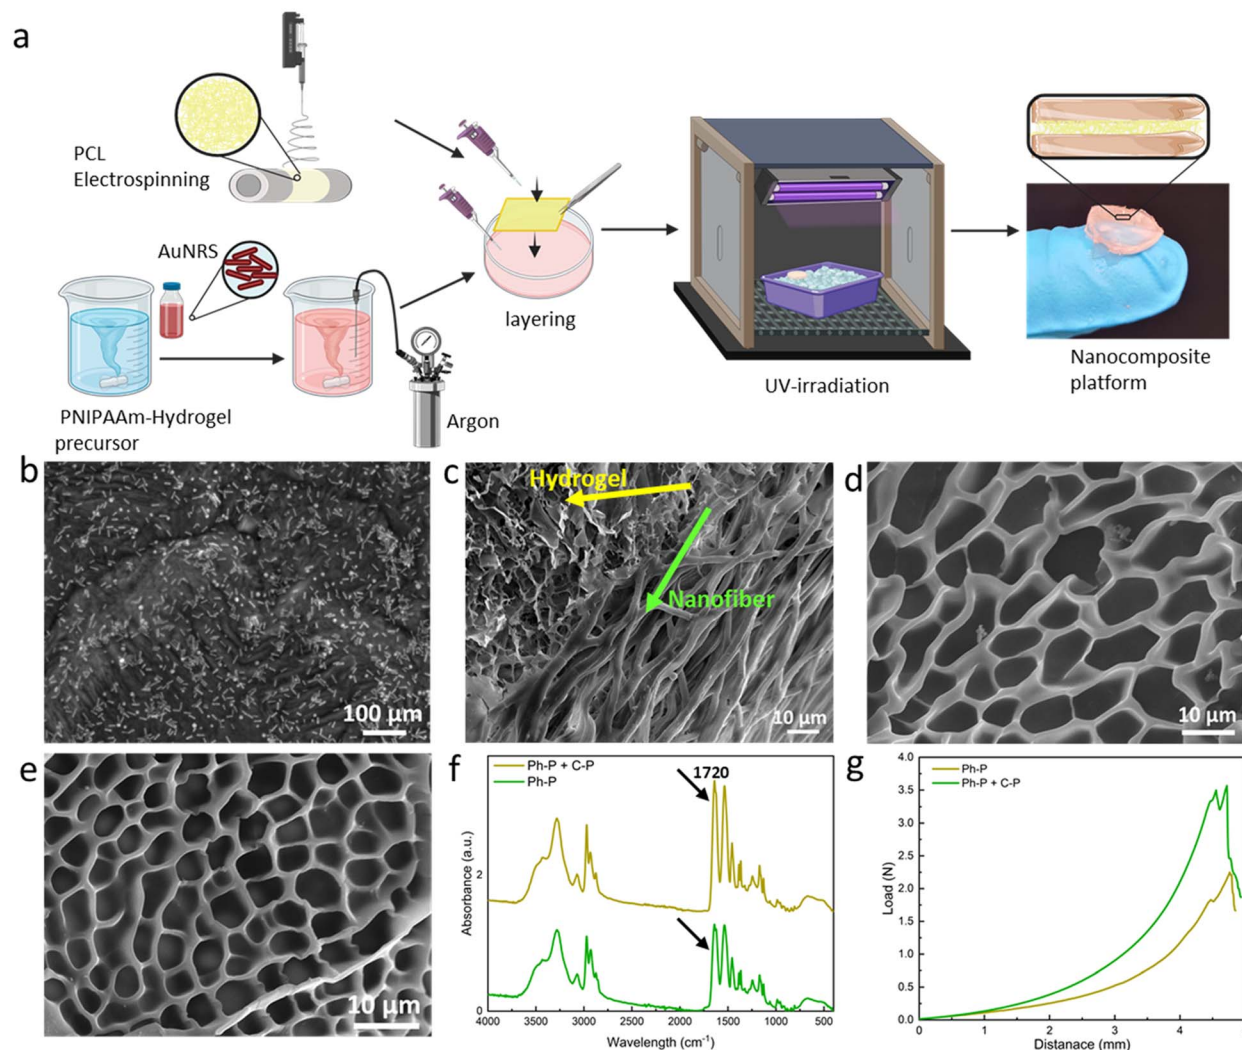 a
PCL
Electrospinning
AuNRS
layering
PNIPAAm-Hydrogel
precursor
Argon
UV-irradiation
Nanocomposite
platform
b
100 µm
c
Hydrogel
Nanofiber
10 µm
d
10 µm
e
10 µm
f
Ph-P + C-P
Ph-P
1720
Absorbance (a.u.)
2
0
4000 3500 3000 2500 2000 1500 1000 500
Wavelength (cm⁻¹)
g
Ph-P
Ph-P + C-P
Load (N)
4.0
3.5
3.0
2.5
2.0
1.5
1.0
0.5
0.0
0 1 2 3 4
Distanace (mm)